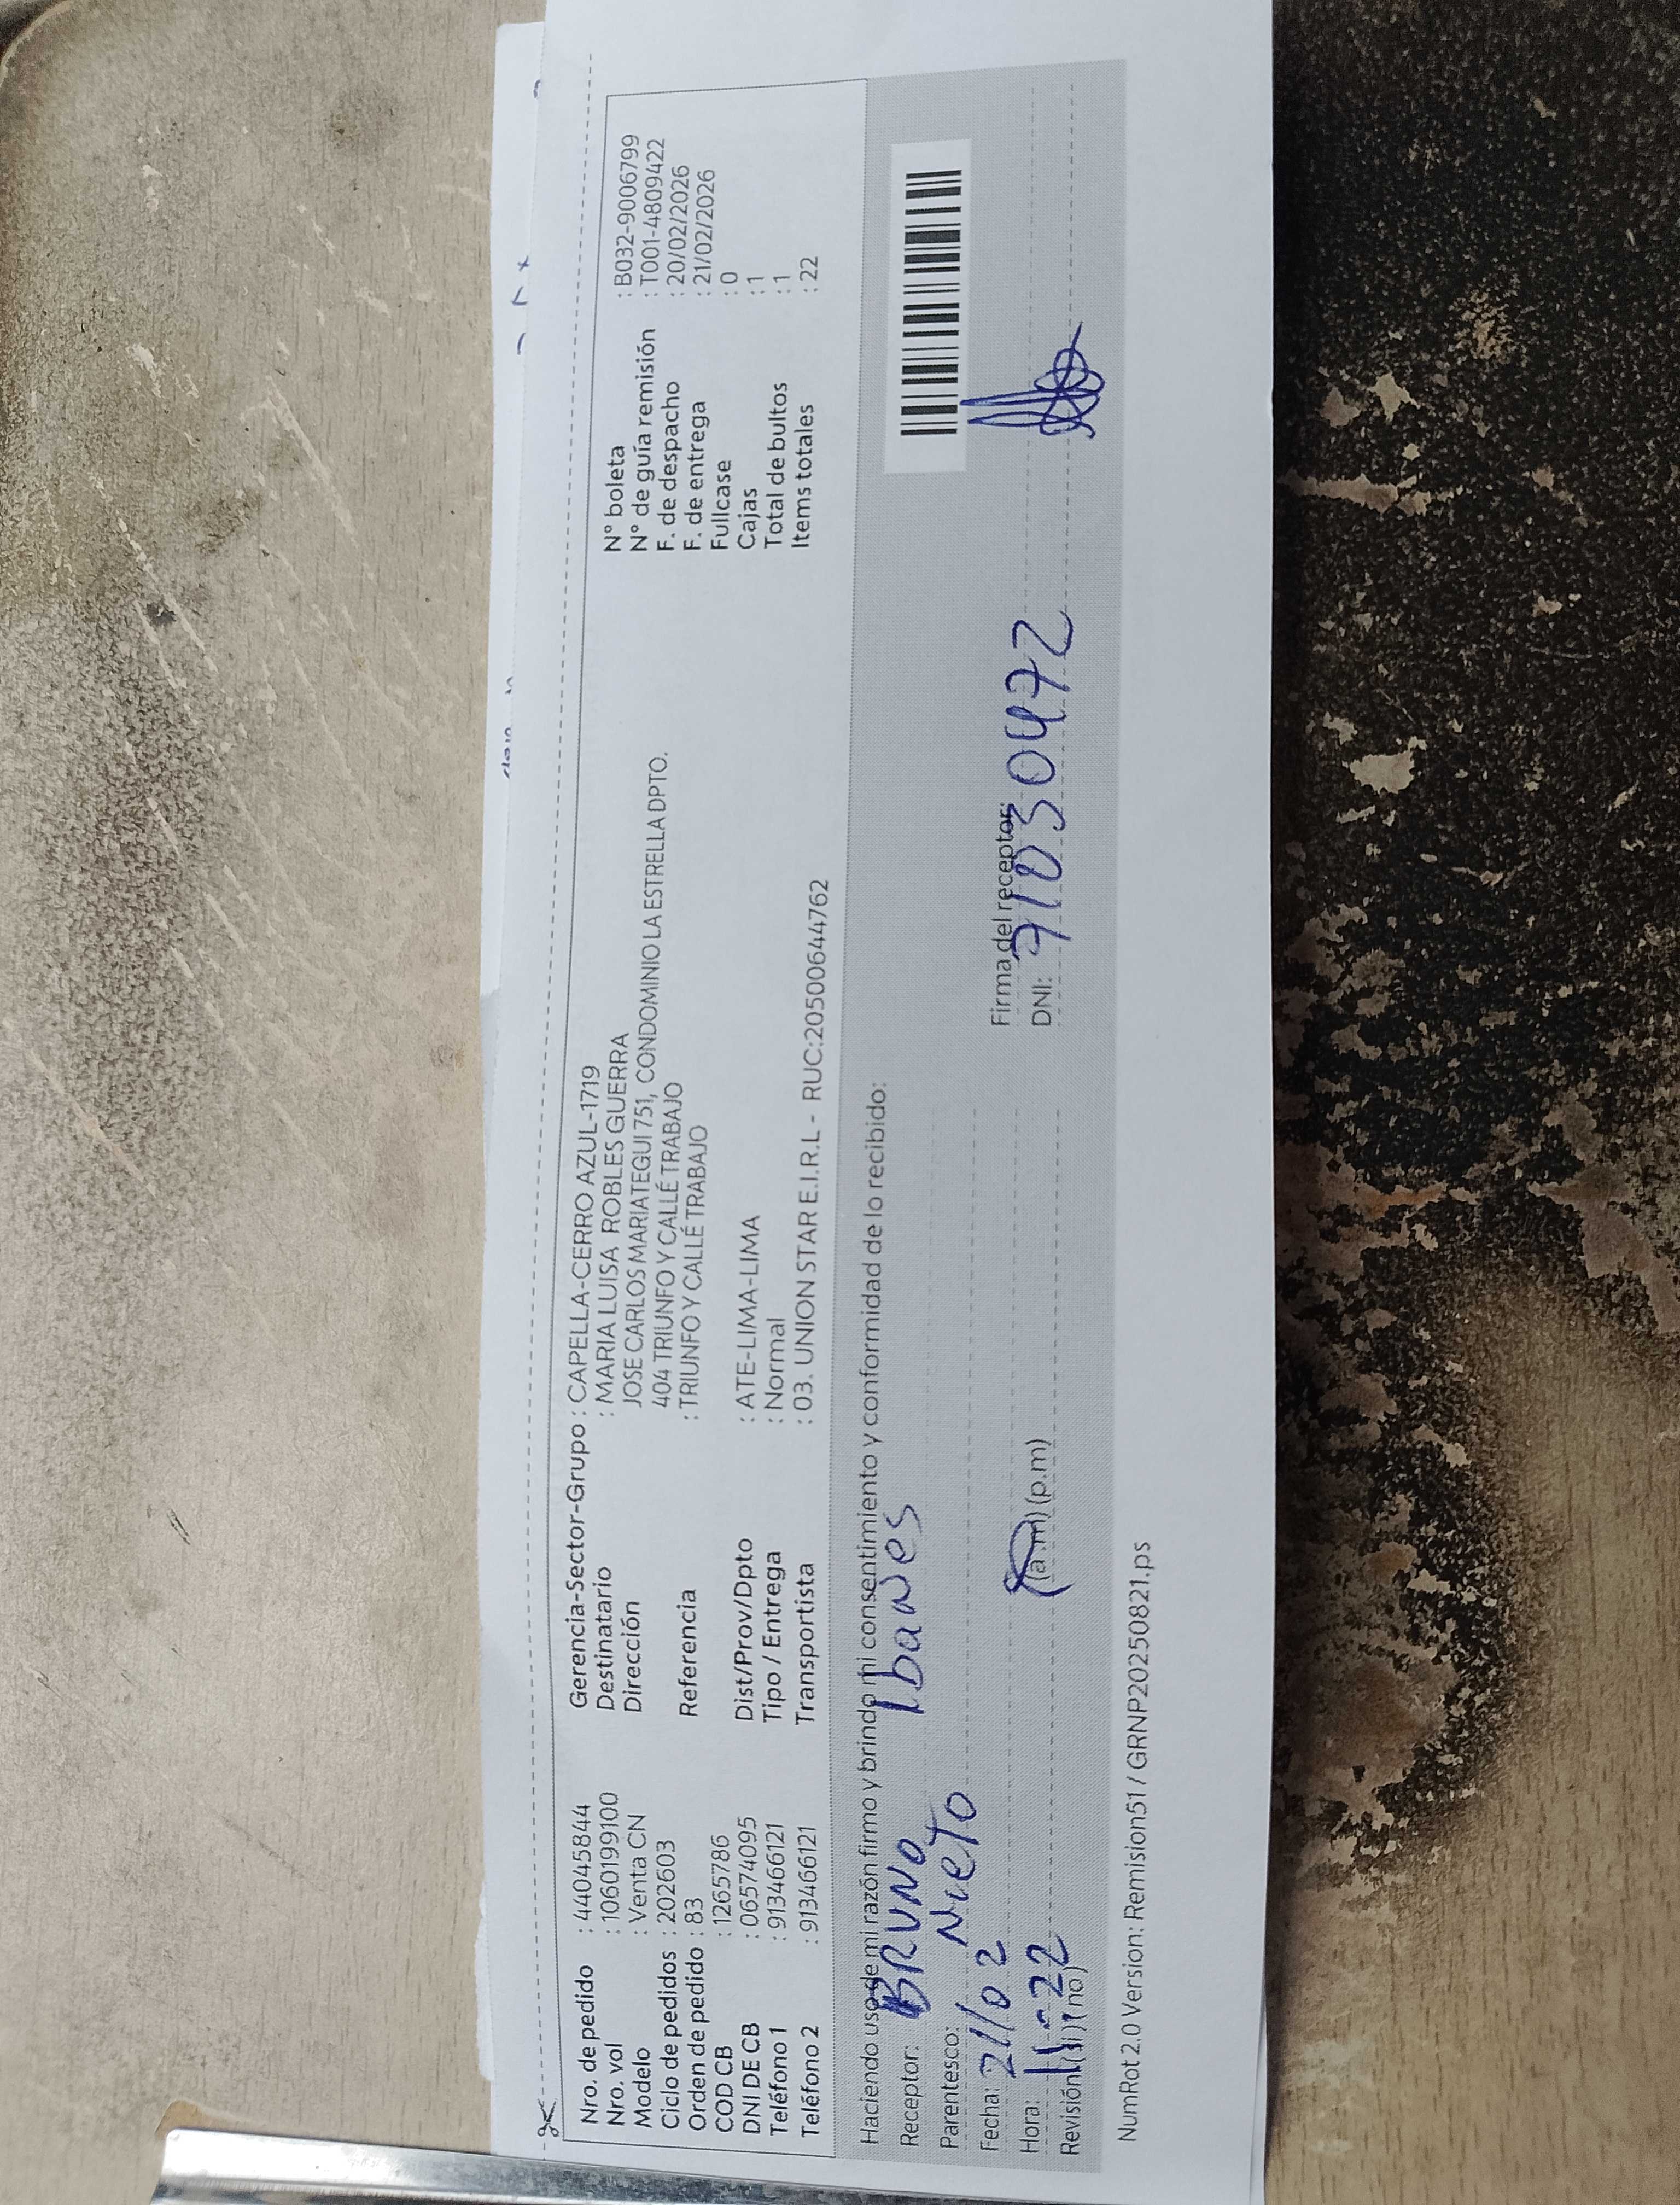 Nro. de pedido : 44045844
Nro. vol : 1060199100
Modelo : Venta CN
Ciclo de pedidos : 202603
Orden de pedido : 83
COD CB : 1265786
DNI DE CB : 06574095
Teléfono 1 : 913466121
Teléfono 2 : 913466121
Gerencia-Sector-Grupo : CAPELLA-CERRO AZUL-1719
Destinatario : MARIA LUISA ROBLES GUERRA
Dirección JOSE CARLOS MARIATEGUI 751, CONDOMINIO LA ESTRELLA DPTO.
404 TRIUNFO Y CALLÉ TRABAJO
Referencia : TRIUNFO Y CALLÉ TRABAJO
Dist/Prov/Dpto : ATE-LIMA-LIMA
Tipo / Entrega : Normal
Transportista : 03. UNION STAR E.I.R.L - RUC:20500644762
N° boleta : B032-9006799
N° de guía remisión : T001-4809422
F. de despacho : 20/02/2026
F. de entrega : 21/02/2026
Fullcase : 0
Cajas : 1
Total de bultos : 1
Items totales : 22
Haciendo uso de mi razón firmo y brindo mi consentimiento y conformidad de lo recibido:
Receptor: BRUNO Ibanes
Parentesco: Nieto
Fecha: 21/02
Hora: 11:22 (a.m) (p.m)
Revisión (si) (no)
Firma del receptor:
DNI: 71030472
NumRot 2.0 Version: Remision51 / GRNP20250821.ps